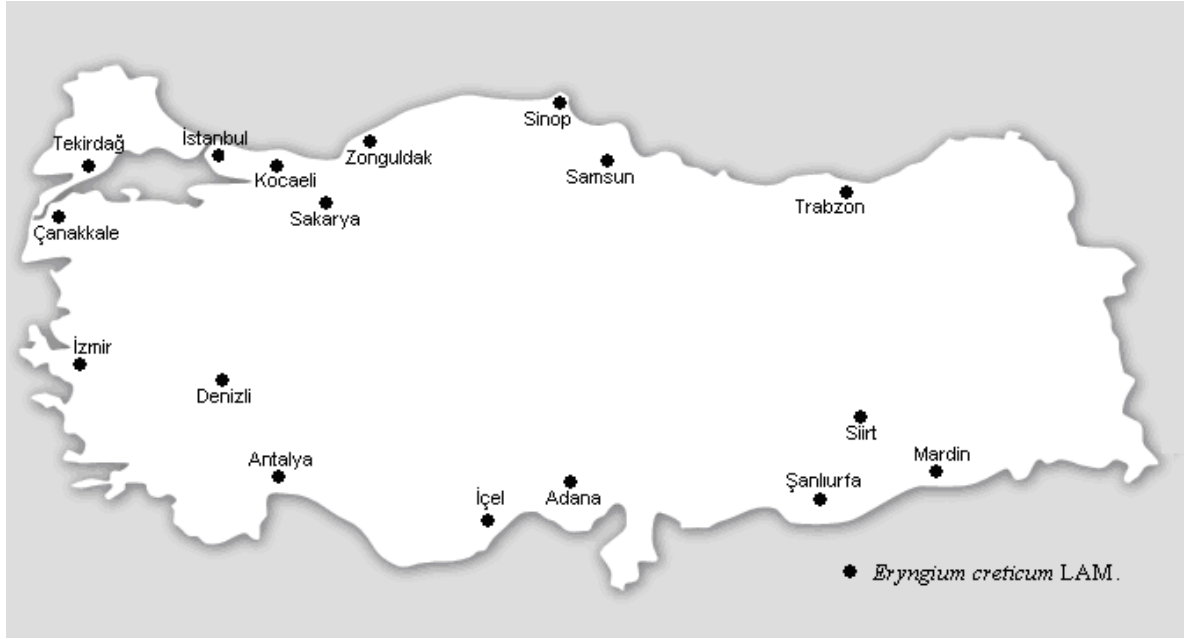 Sinop
İstanbul
Tekirdağ
Zonguldak
Kocaeli
Samsun
Trabzon
Sakarya
Çanakkale
İzmir
Denizli
Siirt
Mardin
Antalya
Şanlıurfa
İçel
Adana
Eryngium creticum LAM.